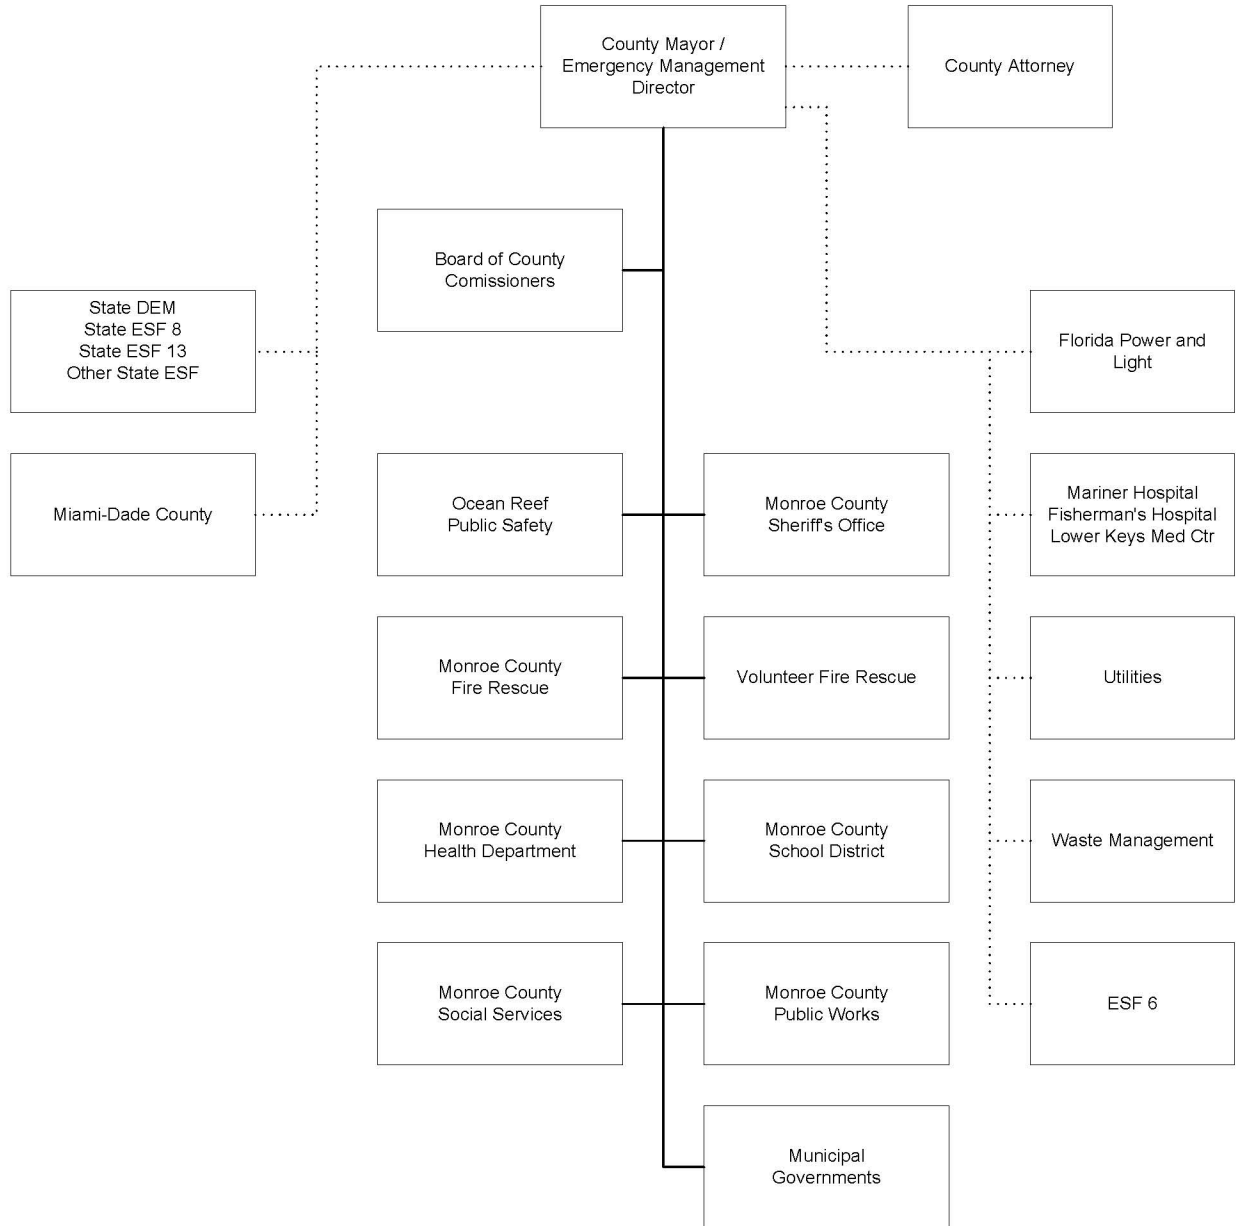 County Mayor /
Emergency Management
Director
County Attorney
Board of County
Comissioners
State DEM
State ESF 8
State ESF 13
Other State ESF
Florida Power and
Light
Miami-Dade County
Ocean Reef
Public Safety
Monroe County
Sheriff's Office
Mariner Hospital
Fisherman's Hospital
Lower Keys Med Ctr
Monroe County
Fire Rescue
Volunteer Fire Rescue
Utilities
Monroe County
Health Department
Monroe County
School District
Waste Management
Monroe County
Social Services
Monroe County
Public Works
ESF 6
Municipal
Governments